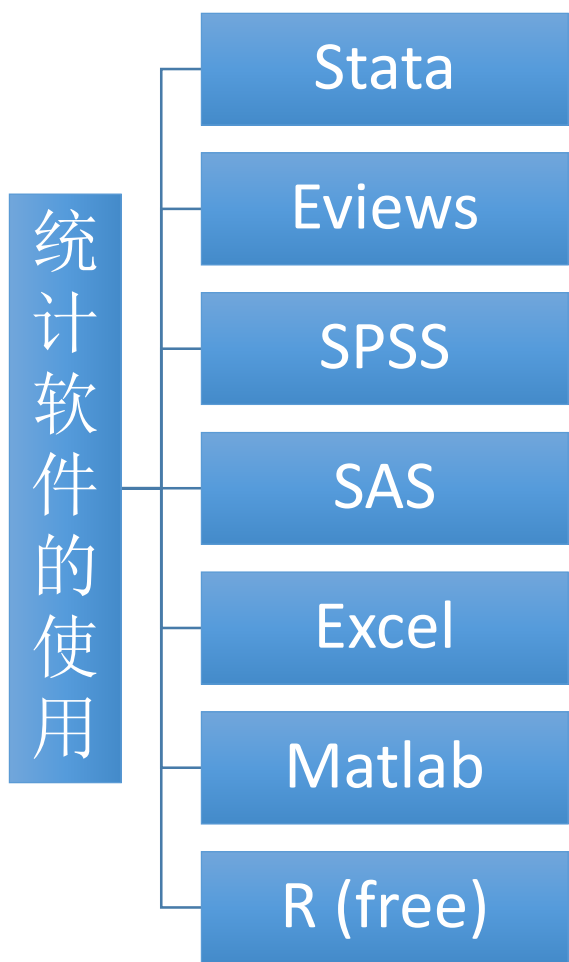 统计软件的使用
Stata
Eviews
SPSS
SAS
Excel
Matlab
R (free)